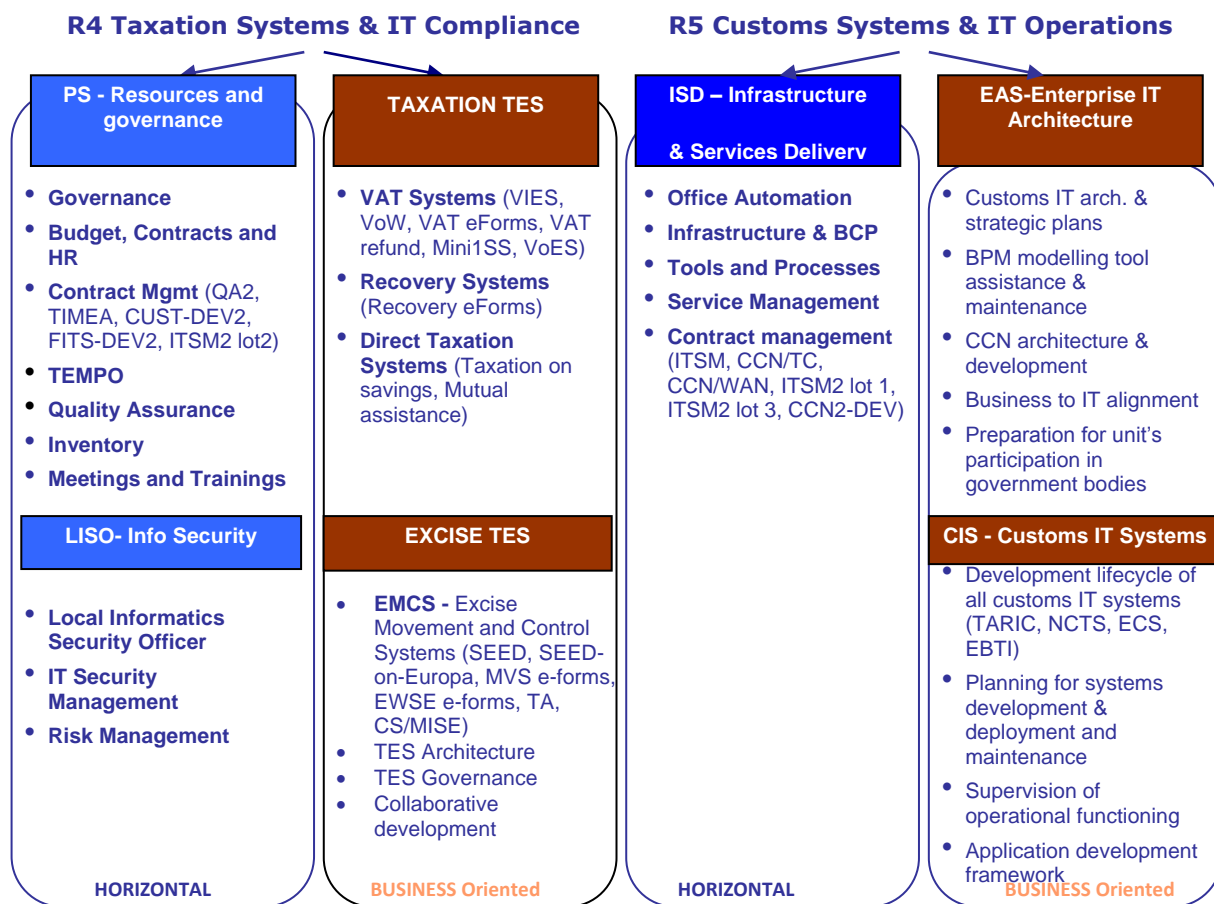 R4 Taxation Systems & IT Compliance
R5 Customs Systems & IT Operations
PS - Resources and
governance
• Governance
• Budget, Contracts and
HR
• Contract Mgmt (QA2,
TIMEA, CUST-DEV2,
FITS-DEV2, ITSM2 lot2)
• TEMPO
• Quality Assurance
• Inventory
• Meetings and Trainings
LISO- Info Security
• Local Informatics
Security Officer
• IT Security
Management
• Risk Management
HORIZONTAL
TAXATION TES
• VAT Systems (VIES,
VoW, VAT eForms, VAT
refund, Mini1SS, VoES)
• Recovery Systems
(Recovery eForms)
• Direct Taxation
Systems (Taxation on
savings, Mutual
assistance)
EXCISE TES
• EMCS - Excise
Movement and Control
Systems (SEED, SEED-
on-Europa, MVS e-forms,
EWSE e-forms, TA,
CS/MISE)
• TES Architecture
• TES Governance
• Collaborative
development
BUSINESS Oriented
ISD – Infrastructure
& Services Delivery
• Office Automation
• Infrastructure & BCP
• Tools and Processes
• Service Management
• Contract management
(ITSM, CCN/TC,
CCN/WAN, ITSM2 lot 1,
ITSM2 lot 3, CCN2-DEV)
HORIZONTAL
EAS-Enterprise IT
Architecture
• Customs IT arch. &
strategic plans
• BPM modelling tool
assistance &
maintenance
• CCN architecture &
development
• Business to IT alignment
• Preparation for unit's
participation in
government bodies
CIS - Customs IT Systems
• Development lifecycle of
all customs IT systems
(TARIC, NCTS, ECS,
EBTI)
• Planning for systems
development &
deployment and
maintenance
• Supervision of
operational functioning
• Application development
framework
BUSINESS Oriented